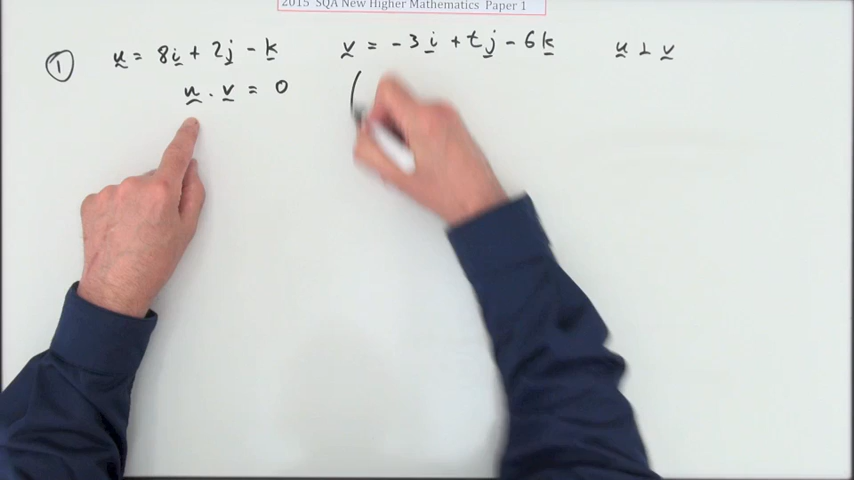 2015 SQA New Higher Mathematics Paper 1
① u = 8i + 2j - k v = -3i + tj - 6k u ⊥ v
u . v = 0 (